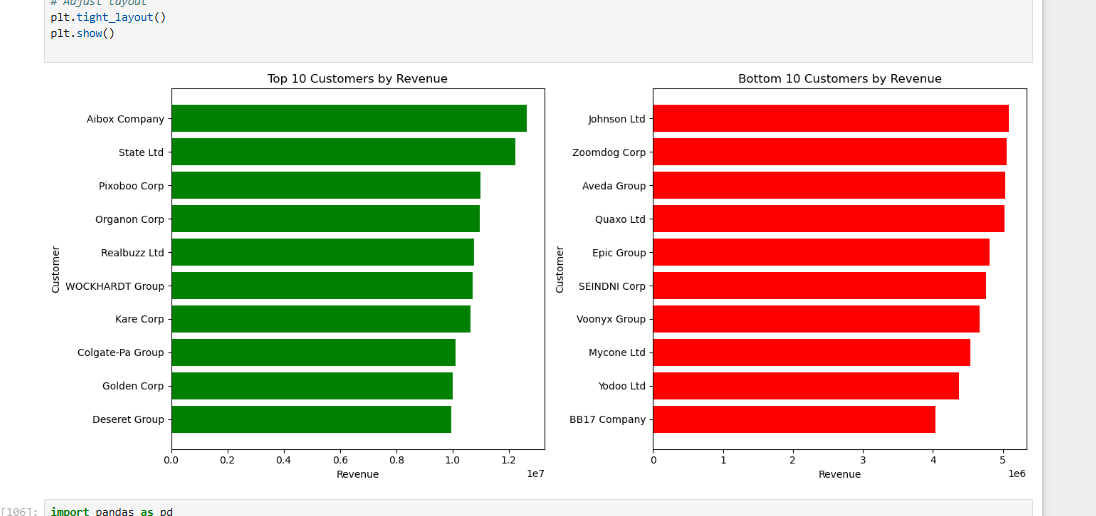 # Adjust layout
plt.tight_layout()
plt.show()
Top 10 Customers by Revenue
Customer
Aibox Company
State Ltd
Pixoboo Corp
Organon Corp
Realbuzz Ltd
WOCKHARDT Group
Kare Corp
Colgate-Pa Group
Golden Corp
Deseret Group
0.0 0.2 0.4 0.6 0.8 1.0 1.2
1e7
Revenue
Bottom 10 Customers by Revenue
Customer
Johnson Ltd
Zoomdog Corp
Aveda Group
Quaxo Ltd
Epic Group
SEINDNI Corp
Voonyx Group
Mycone Ltd
Yodoo Ltd
BB17 Company
0 1 2 3 4 5
1e6
Revenue
[106]: import pandas as pd